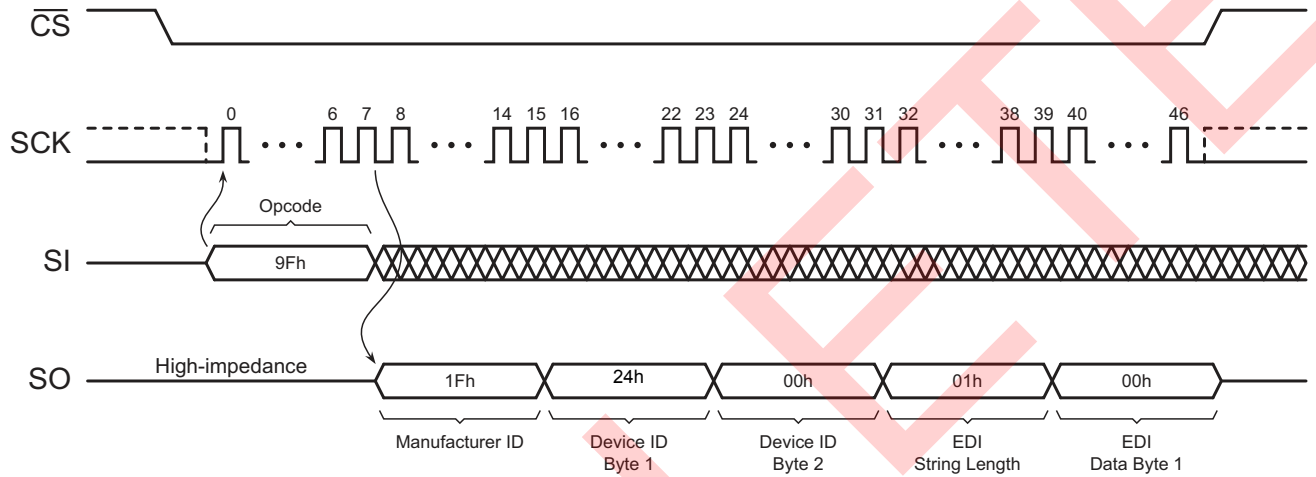 CS
SCK
0 6 7 8 14 15 16 22 23 24 30 31 32 38 39 40 46
Opcode
SI
9Fh
High-impedance
SO
1Fh 24h 00h 01h 00h
Manufacturer ID
Device ID
Byte 1
Device ID
Byte 2
EDI
String Length
EDI
Data Byte 1